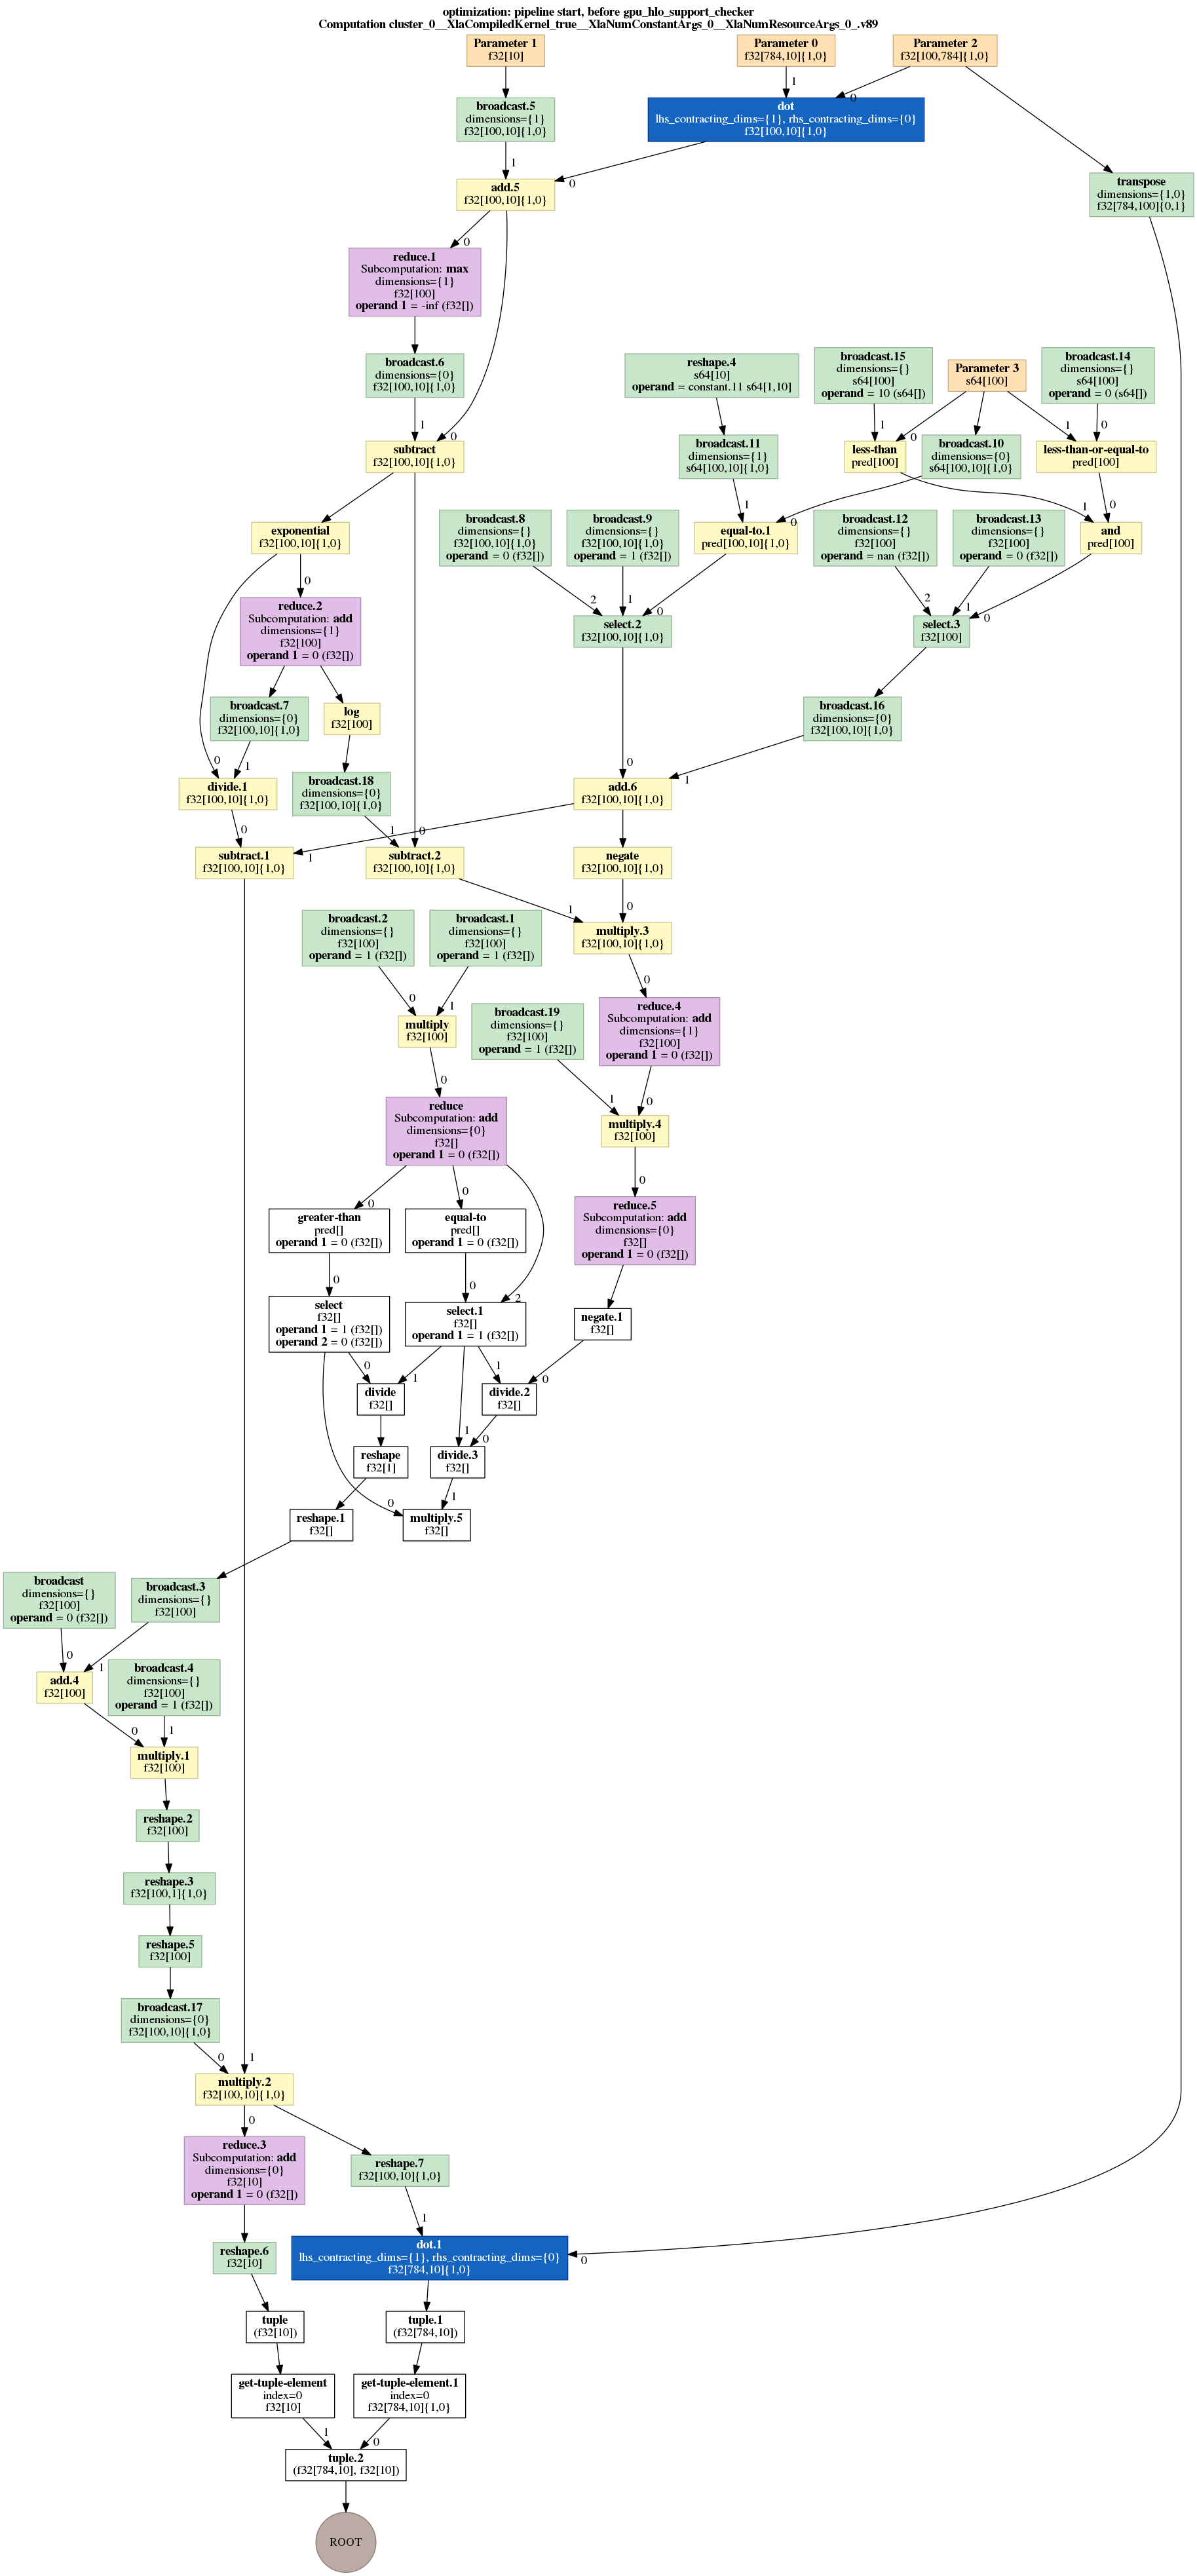 optimization: pipeline start, before gpu_hlo_support_checker
Computation cluster_0__XlaCompiledKernel_true__XlaNumConstantArgs_0__XlaNumResourceArgs_0_.v89
Parameter 1
f32[10]
Parameter 0
f32[784,10]{1,0}
Parameter 2
f32[100,784]{1,0}
1
0
broadcast.5
dimensions={1}
f32[100,10]{1,0}
dot
lhs_contracting_dims={1}, rhs_contracting_dims={0}
f32[100,10]{1,0}
1
0
add.5
f32[100,10]{1,0}
transpose
dimensions={1,0}
f32[784,100]{0,1}
0
reduce.1
Subcomputation: max
dimensions={1}
f32[100]
operand 1 = -inf (f32[])
broadcast.6
dimensions={0}
f32[100,10]{1,0}
reshape.4
s64[10]
operand = constant.11 s64[1,10]
broadcast.15
dimensions={}
s64[100]
operand = 10 (s64[])
Parameter 3
s64[100]
broadcast.14
dimensions={}
s64[100]
operand = 0 (s64[])
1
0
1
0
1
0
subtract
f32[100,10]{1,0}
broadcast.11
dimensions={1}
s64[100,10]{1,0}
less-than
pred[100]
broadcast.10
dimensions={0}
s64[100,10]{1,0}
less-than-or-equal-to
pred[100]
1
0
1
0
exponential
f32[100,10]{1,0}
broadcast.8
dimensions={}
f32[100,10]{1,0}
operand = 0 (f32[])
broadcast.9
dimensions={}
f32[100,10]{1,0}
operand = 1 (f32[])
equal-to.1
pred[100,10]{1,0}
broadcast.12
dimensions={}
f32[100]
operand = nan (f32[])
broadcast.13
dimensions={}
f32[100]
operand = 0 (f32[])
and
pred[100]
0
2
1
0
2
1
0
reduce.2
Subcomputation: add
dimensions={1}
f32[100]
operand 1 = 0 (f32[])
select.2
f32[100,10]{1,0}
select.3
f32[100]
broadcast.7
dimensions={0}
f32[100,10]{1,0}
log
f32[100]
broadcast.16
dimensions={0}
f32[100,10]{1,0}
0
1
0
1
divide.1
f32[100,10]{1,0}
broadcast.18
dimensions={0}
f32[100,10]{1,0}
add.6
f32[100,10]{1,0}
0
1
1
0
subtract.1
f32[100,10]{1,0}
subtract.2
f32[100,10]{1,0}
negate
f32[100,10]{1,0}
1
0
broadcast.2
dimensions={}
f32[100]
operand = 1 (f32[])
broadcast.1
dimensions={}
f32[100]
operand = 1 (f32[])
multiply.3
f32[100,10]{1,0}
0
1
0
multiply
f32[100]
broadcast.19
dimensions={}
f32[100]
operand = 1 (f32[])
reduce.4
Subcomputation: add
dimensions={1}
f32[100]
operand 1 = 0 (f32[])
0
1
0
reduce
Subcomputation: add
dimensions={0}
f32[]
operand 1 = 0 (f32[])
multiply.4
f32[100]
0
0
0
greater-than
pred[]
operand 1 = 0 (f32[])
equal-to
pred[]
operand 1 = 0 (f32[])
reduce.5
Subcomputation: add
dimensions={0}
f32[]
operand 1 = 0 (f32[])
0
0
2
select
f32[]
operand 1 = 1 (f32[])
operand 2 = 0 (f32[])
select.1
f32[]
operand 1 = 1 (f32[])
negate.1
f32[]
0
1
1
0
divide
f32[]
divide.2
f32[]
1
0
reshape
f32[1]
divide.3
f32[]
0
1
reshape.1
f32[]
multiply.5
f32[]
broadcast
dimensions={}
f32[100]
operand = 0 (f32[])
broadcast.3
dimensions={}
f32[100]
0
1
add.4
f32[100]
broadcast.4
dimensions={}
f32[100]
operand = 1 (f32[])
0
1
multiply.1
f32[100]
reshape.2
f32[100]
reshape.3
f32[100,1]{1,0}
reshape.5
f32[100]
broadcast.17
dimensions={0}
f32[100,10]{1,0}
0
1
multiply.2
f32[100,10]{1,0}
0
reduce.3
Subcomputation: add
dimensions={0}
f32[10]
operand 1 = 0 (f32[])
reshape.7
f32[100,10]{1,0}
1
reshape.6
f32[10]
dot.1
lhs_contracting_dims={1}, rhs_contracting_dims={0}
f32[784,10]{1,0}
0
tuple
(f32[10])
tuple.1
(f32[784,10])
get-tuple-element
index=0
f32[10]
get-tuple-element.1
index=0
f32[784,10]{1,0}
1
0
tuple.2
(f32[784,10], f32[10])
ROOT